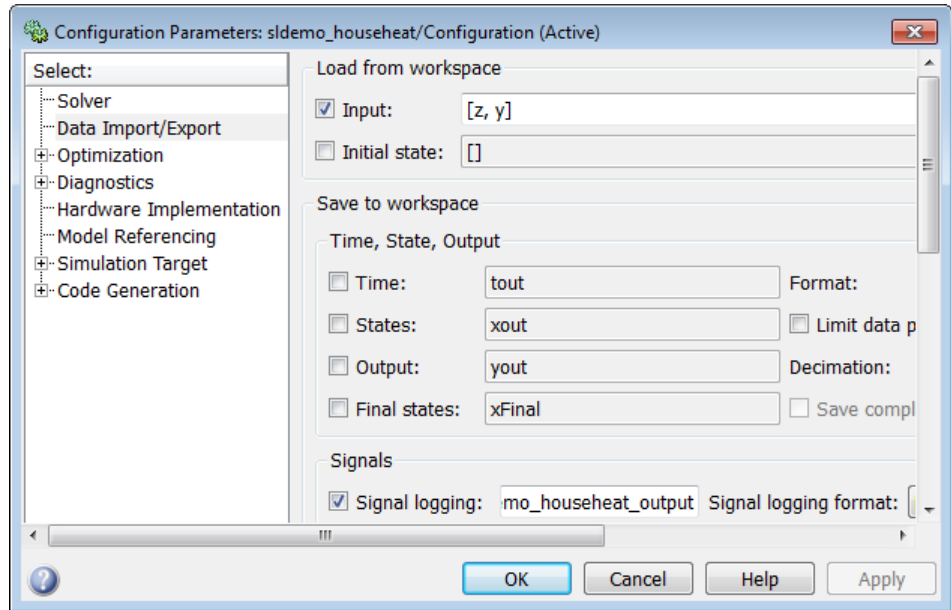 Configuration Parameters: sldemo_househeat/Configuration (Active)
Select:
Solver
Data Import/Export
Optimization
Diagnostics
Hardware Implementation
Model Referencing
Simulation Target
Code Generation
Load from workspace
Input: [z, y]
Initial state: []
Save to workspace
Time, State, Output
Time: tout Format:
States: xout Limit data p
Output: yout Decimation:
Final states: xFinal Save compl
Signals
Signal logging: mo_househeat_output Signal logging format:
OK Cancel Help Apply